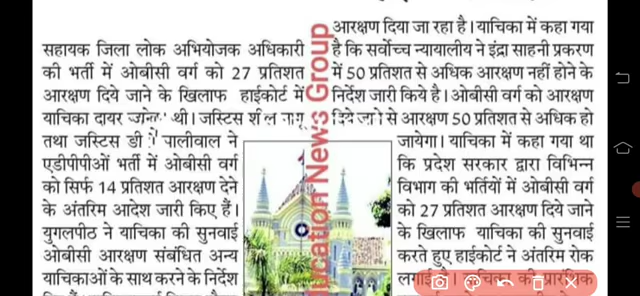 सहायक जिला लोक अभियोजक अधिकारी
की भर्ती में ओबीसी वर्ग को 27 प्रतिशत
आरक्षण दिये जाने के खिलाफ हाईकोर्ट में
याचिका दायर थी। जस्टिस
तथा जस्टिस डी पालीवाल ने
एडीपीपीओ भर्ती में ओबीसी वर्ग
को सिर्फ 14 प्रतिशत आरक्षण देने
के अंतरिम आदेश जारी किए हैं।
युगलपीठ ने याचिका की सुनवाई
ओबीसी आरक्षण संबंधित अन्य
याचिकाओं के साथ करने के निर्देश
आरक्षण दिया जा रहा है। याचिका में कहा गया
है कि सर्वोच्च न्यायालीय ने इंद्रा साहनी प्रकरण
में 50 प्रतिशत से अधिक आरक्षण नहीं होने के
निर्देश जारी किये है। ओबीसी वर्ग को आरक्षण
दिये जाने से आरक्षण 50 प्रतिशत से अधिक हो
जायेगा। याचिका में कहा गया था
कि प्रदेश सरकार द्वारा विभिन्न
विभाग की भर्तियों में ओबीसी वर्ग
को 27 प्रतिशत आरक्षण दिये जाने
के खिलाफ याचिका की सुनवाई
करते हुए हाईकोर्ट ने अंतरिम रोक
की प्रारंभिक
News Group